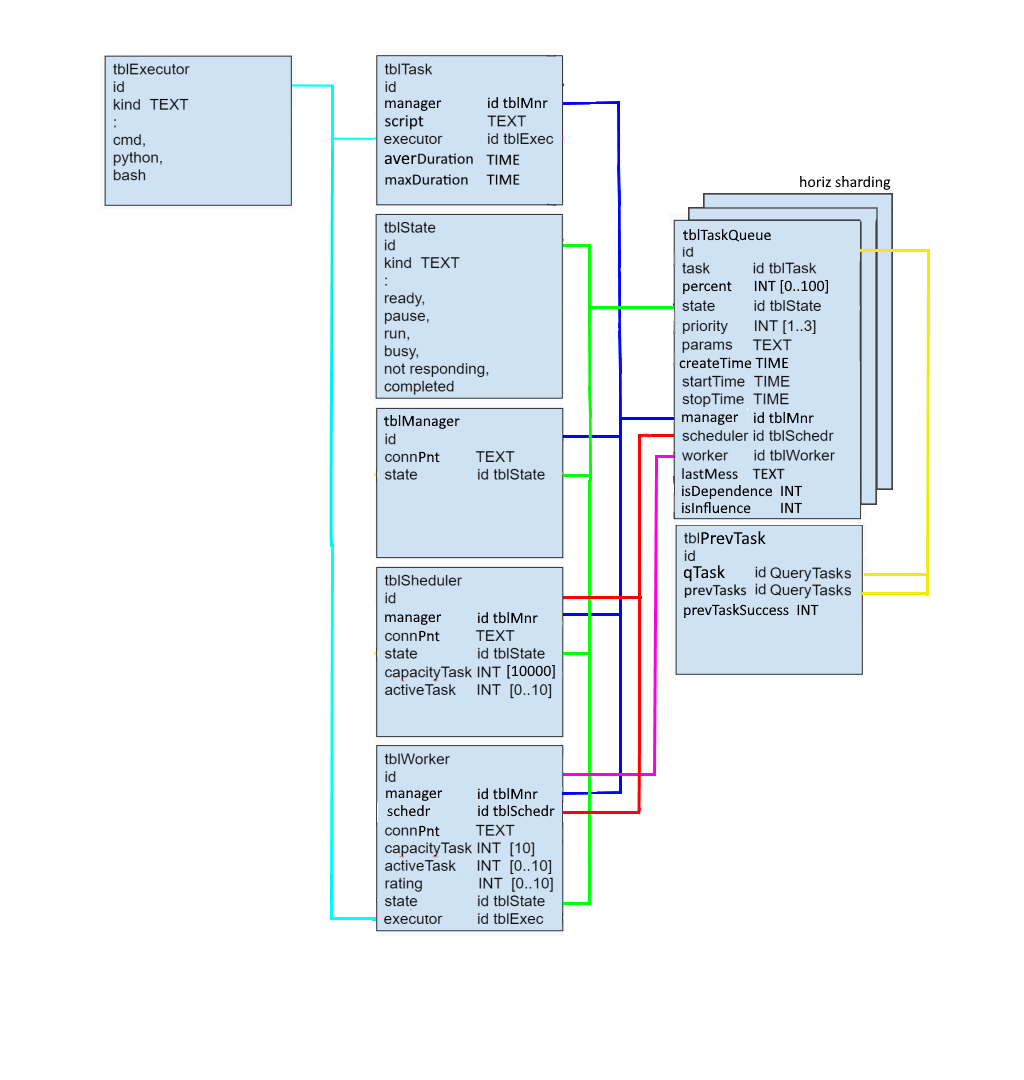 tblExecutor
id
kind TEXT
:
cmd,
python,
bash
tblTask
id
manager id tblMnr
script TEXT
executor id tblExec
averDuration TIME
maxDuration TIME
tblState
id
kind TEXT
:
ready,
pause,
run,
busy,
not responding,
completed
tblManager
id
connPnt TEXT
state id tblState
tblSheduler
id
manager id tblMnr
connPnt TEXT
state id tblState
capacityTask INT [10000]
activeTask INT [0..10]
tblWorker
id
manager id tblMnr
schedr id tblSchedr
connPnt TEXT
capacityTask INT [10]
activeTask INT [0..10]
rating INT [0..10]
state id tblState
executor id tblExec
horiz sharding
tblTaskQueue
id
task id tblTask
percent INT [0..100]
state id tblState
priority INT [1..3]
params TEXT
createTime TIME
startTime TIME
stopTime TIME
manager id tblMnr
scheduler id tblSchedr
worker id tblWorker
lastMess TEXT
isDependence INT
isInfluence INT
tblPrevTask
id
qTask id QueryTasks
prevTasks id QueryTasks
prevTaskSuccess INT